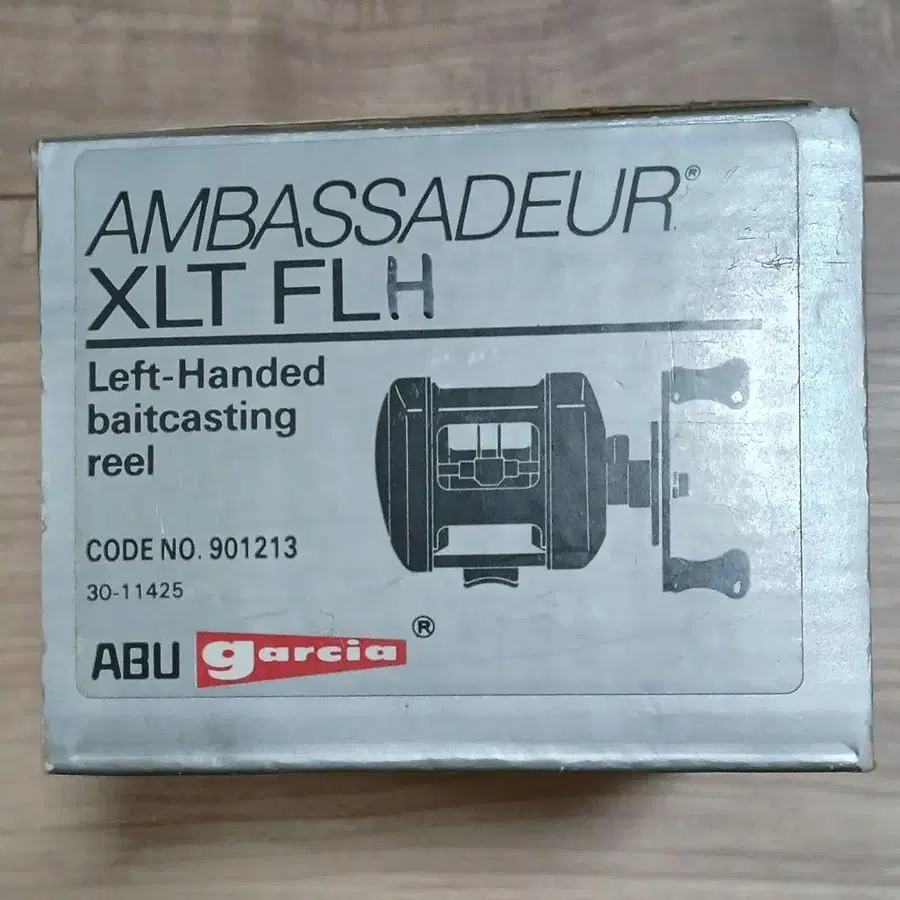 AMBASSADEUR®
XLT FLH
Left-Handed
baitcasting
reel
CODE NO. 901213
30-11425
ABU garcia®